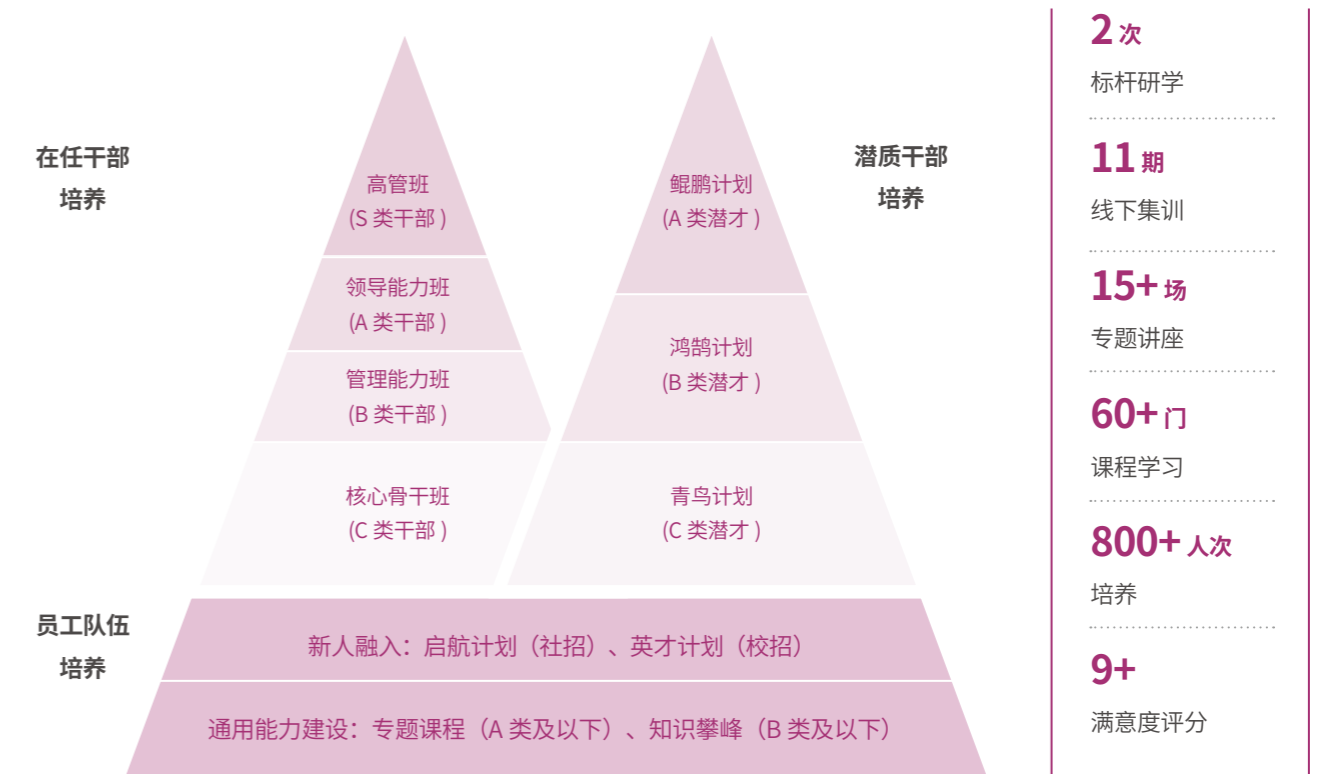 在任干部
培养
高管班
(S 类干部 )
领导能力班
(A 类干部 )
管理能力班
(B 类干部 )
核心骨干班
(C 类干部 )
潜质干部
培养
鲲鹏计划
(A 类潜才 )
鸿鹄计划
(B 类潜才 )
青鸟计划
(C 类潜才 )
员工队伍
培养
新人融入：启航计划（社招）、英才计划（校招）
通用能力建设：专题课程（A 类及以下）、知识攀峰（B 类及以下）
2 次
标杆研学
11 期
线下集训
15+ 场
专题讲座
60+ 门
课程学习
800+ 人次
培养
9+
满意度评分